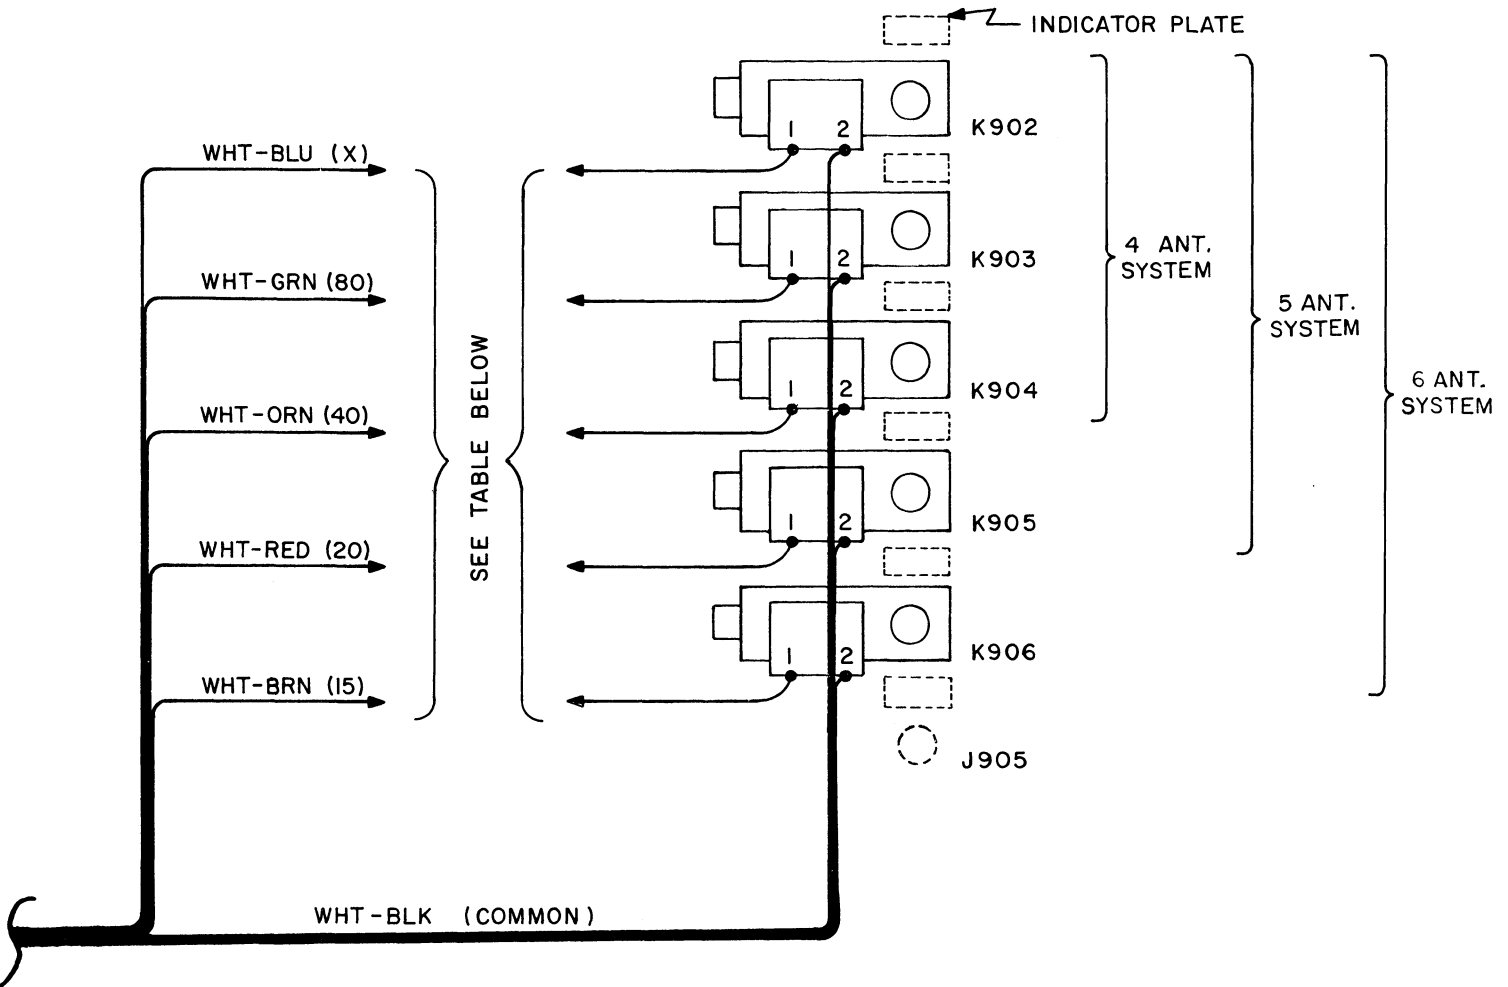 INDICATOR PLATE
1 2
K902
WHT-BLU (X)
4 ANT.
SYSTEM
1 2
K903
WHT-GRN (80)
5 ANT.
SYSTEM
1 2
K904
6 ANT.
SYSTEM
WHT-ORN (40)
SEE TABLE BELOW
1 2
K905
WHT-RED (20)
1 2
K906
WHT-BRN (15)
J905
WHT-BLK (COMMON)